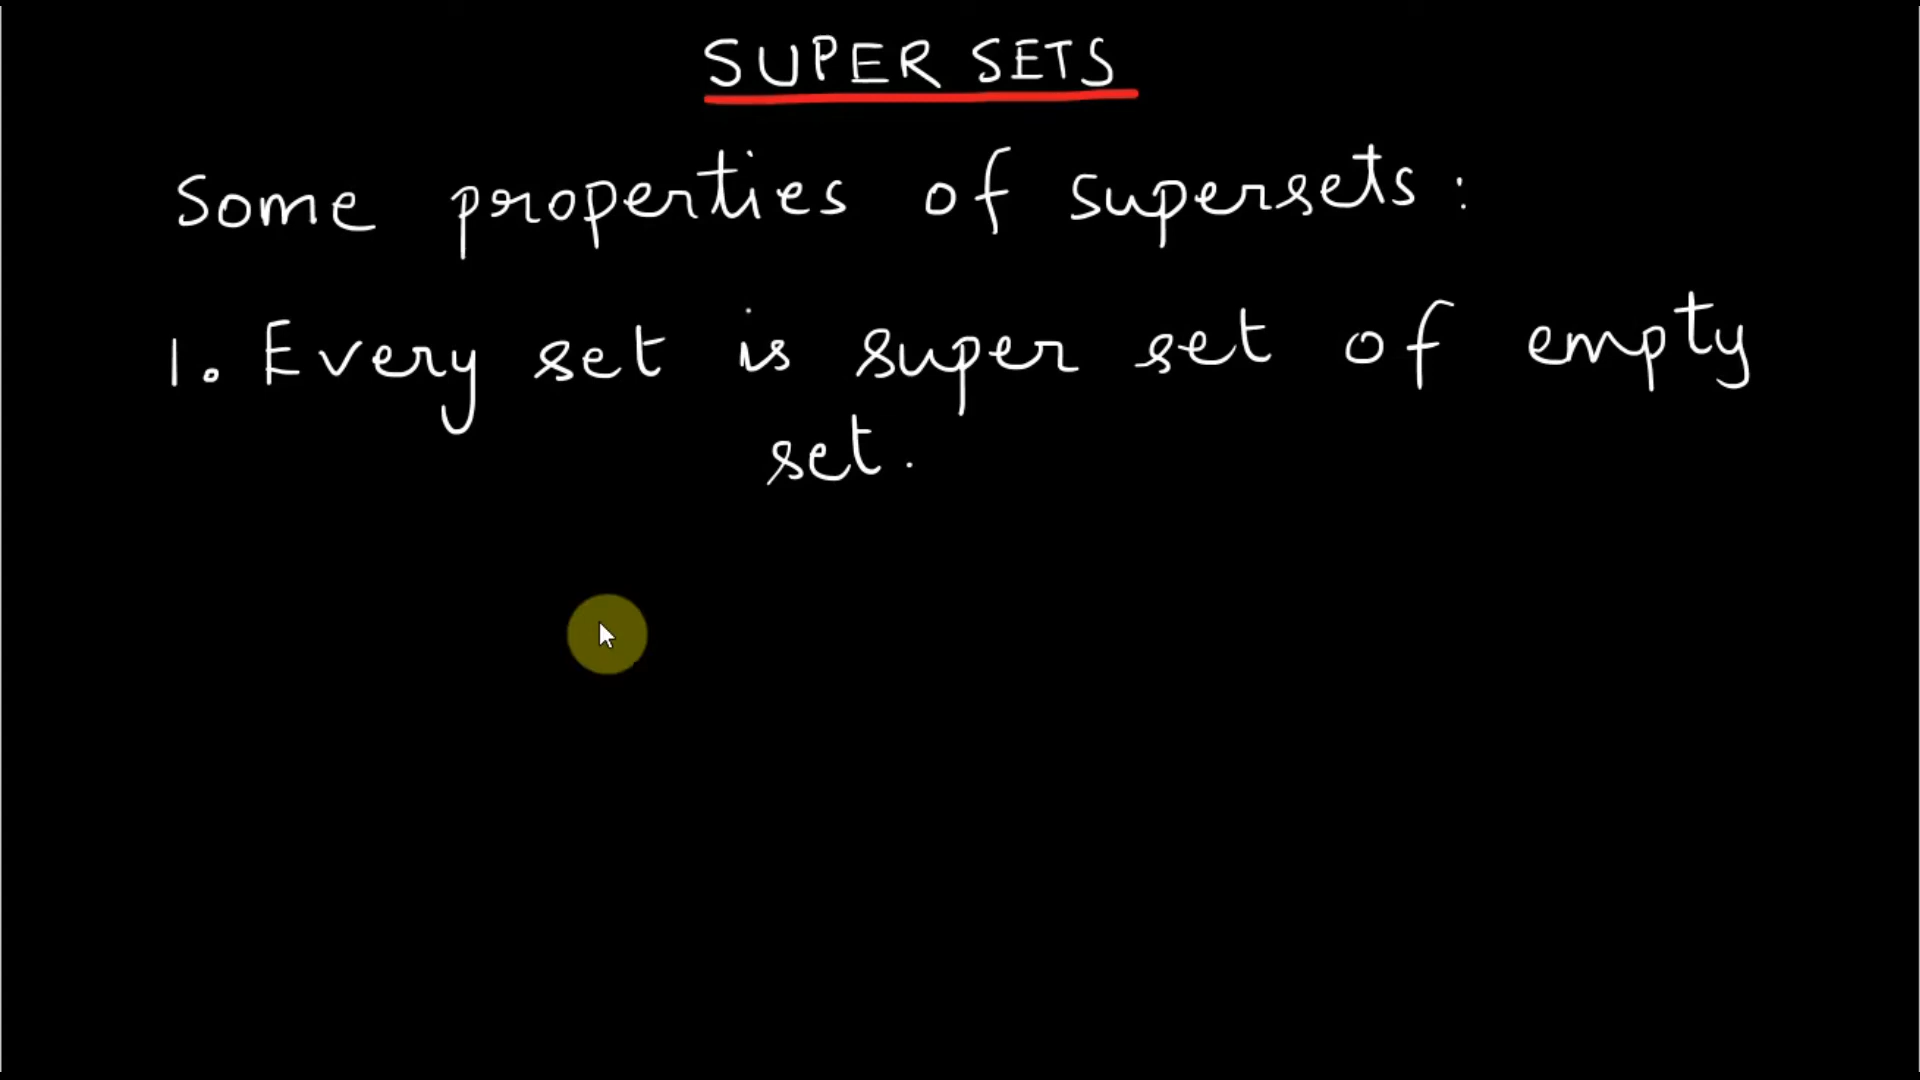 SUPER SETS
Some properties of supersets :
1. Every set is super set of empty
set.